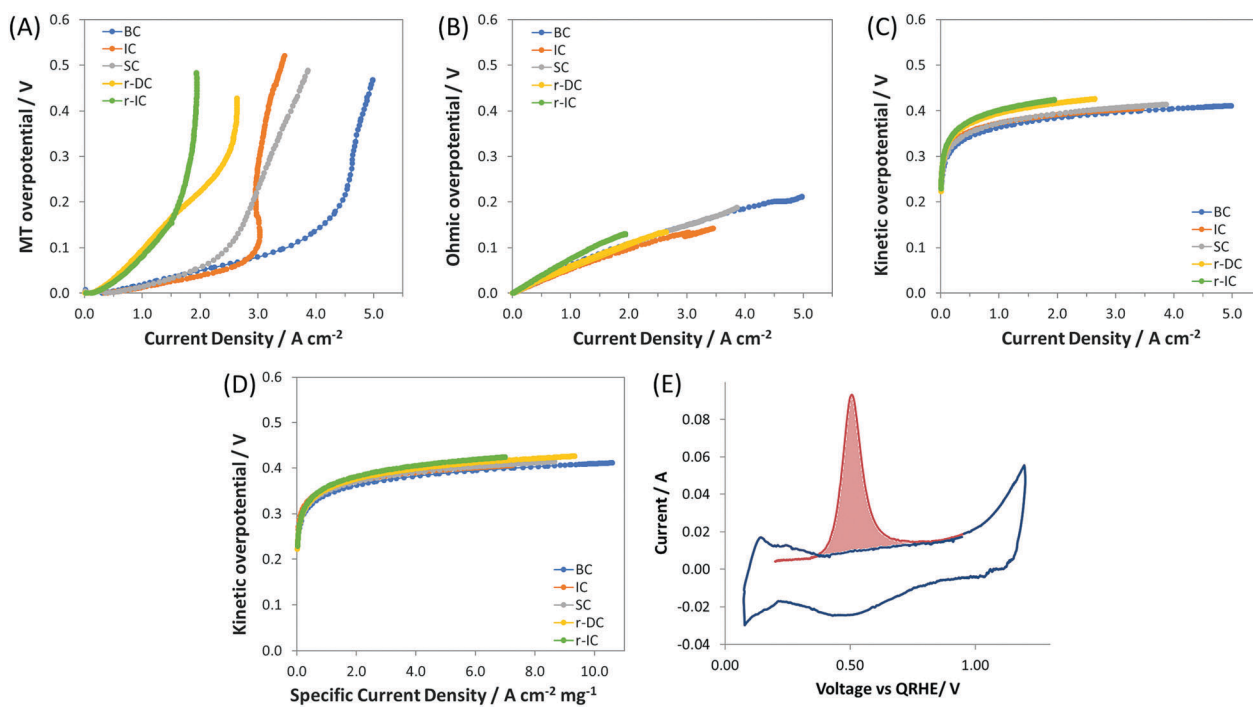 (A)
0.6
0.5
0.4
0.3
0.2
0.1
0.0
MT overpotential / V
BC
IC
SC
r-DC
r-IC
0.0 1.0 2.0 3.0 4.0 5.0
Current Density / A cm-2
(B)
0.6
0.5
0.4
0.3
0.2
0.1
0.0
Ohmic overpotential / V
BC
IC
SC
r-DC
r-IC
0.0 1.0 2.0 3.0 4.0 5.0
Current Density / A cm-2
(C)
0.6
0.5
0.4
0.3
0.2
0.1
0.0
Kinetic overpotential / V
BC
IC
SC
r-DC
r-IC
0.0 1.0 2.0 3.0 4.0 5.0
Current Density / A cm-2
(D)
0.6
0.5
0.4
0.3
0.2
0.1
0.0
Kinetic overpotential / V
BC
IC
SC
r-DC
r-IC
0.0 2.0 4.0 6.0 8.0 10.0
Specific Current Density/ A cm-2 mg-1
(E)
0.08
0.06
0.04
0.02
0.00
-0.02
-0.04
Current / A
0.00 0.50 1.00
Voltage vs QRHE/ V